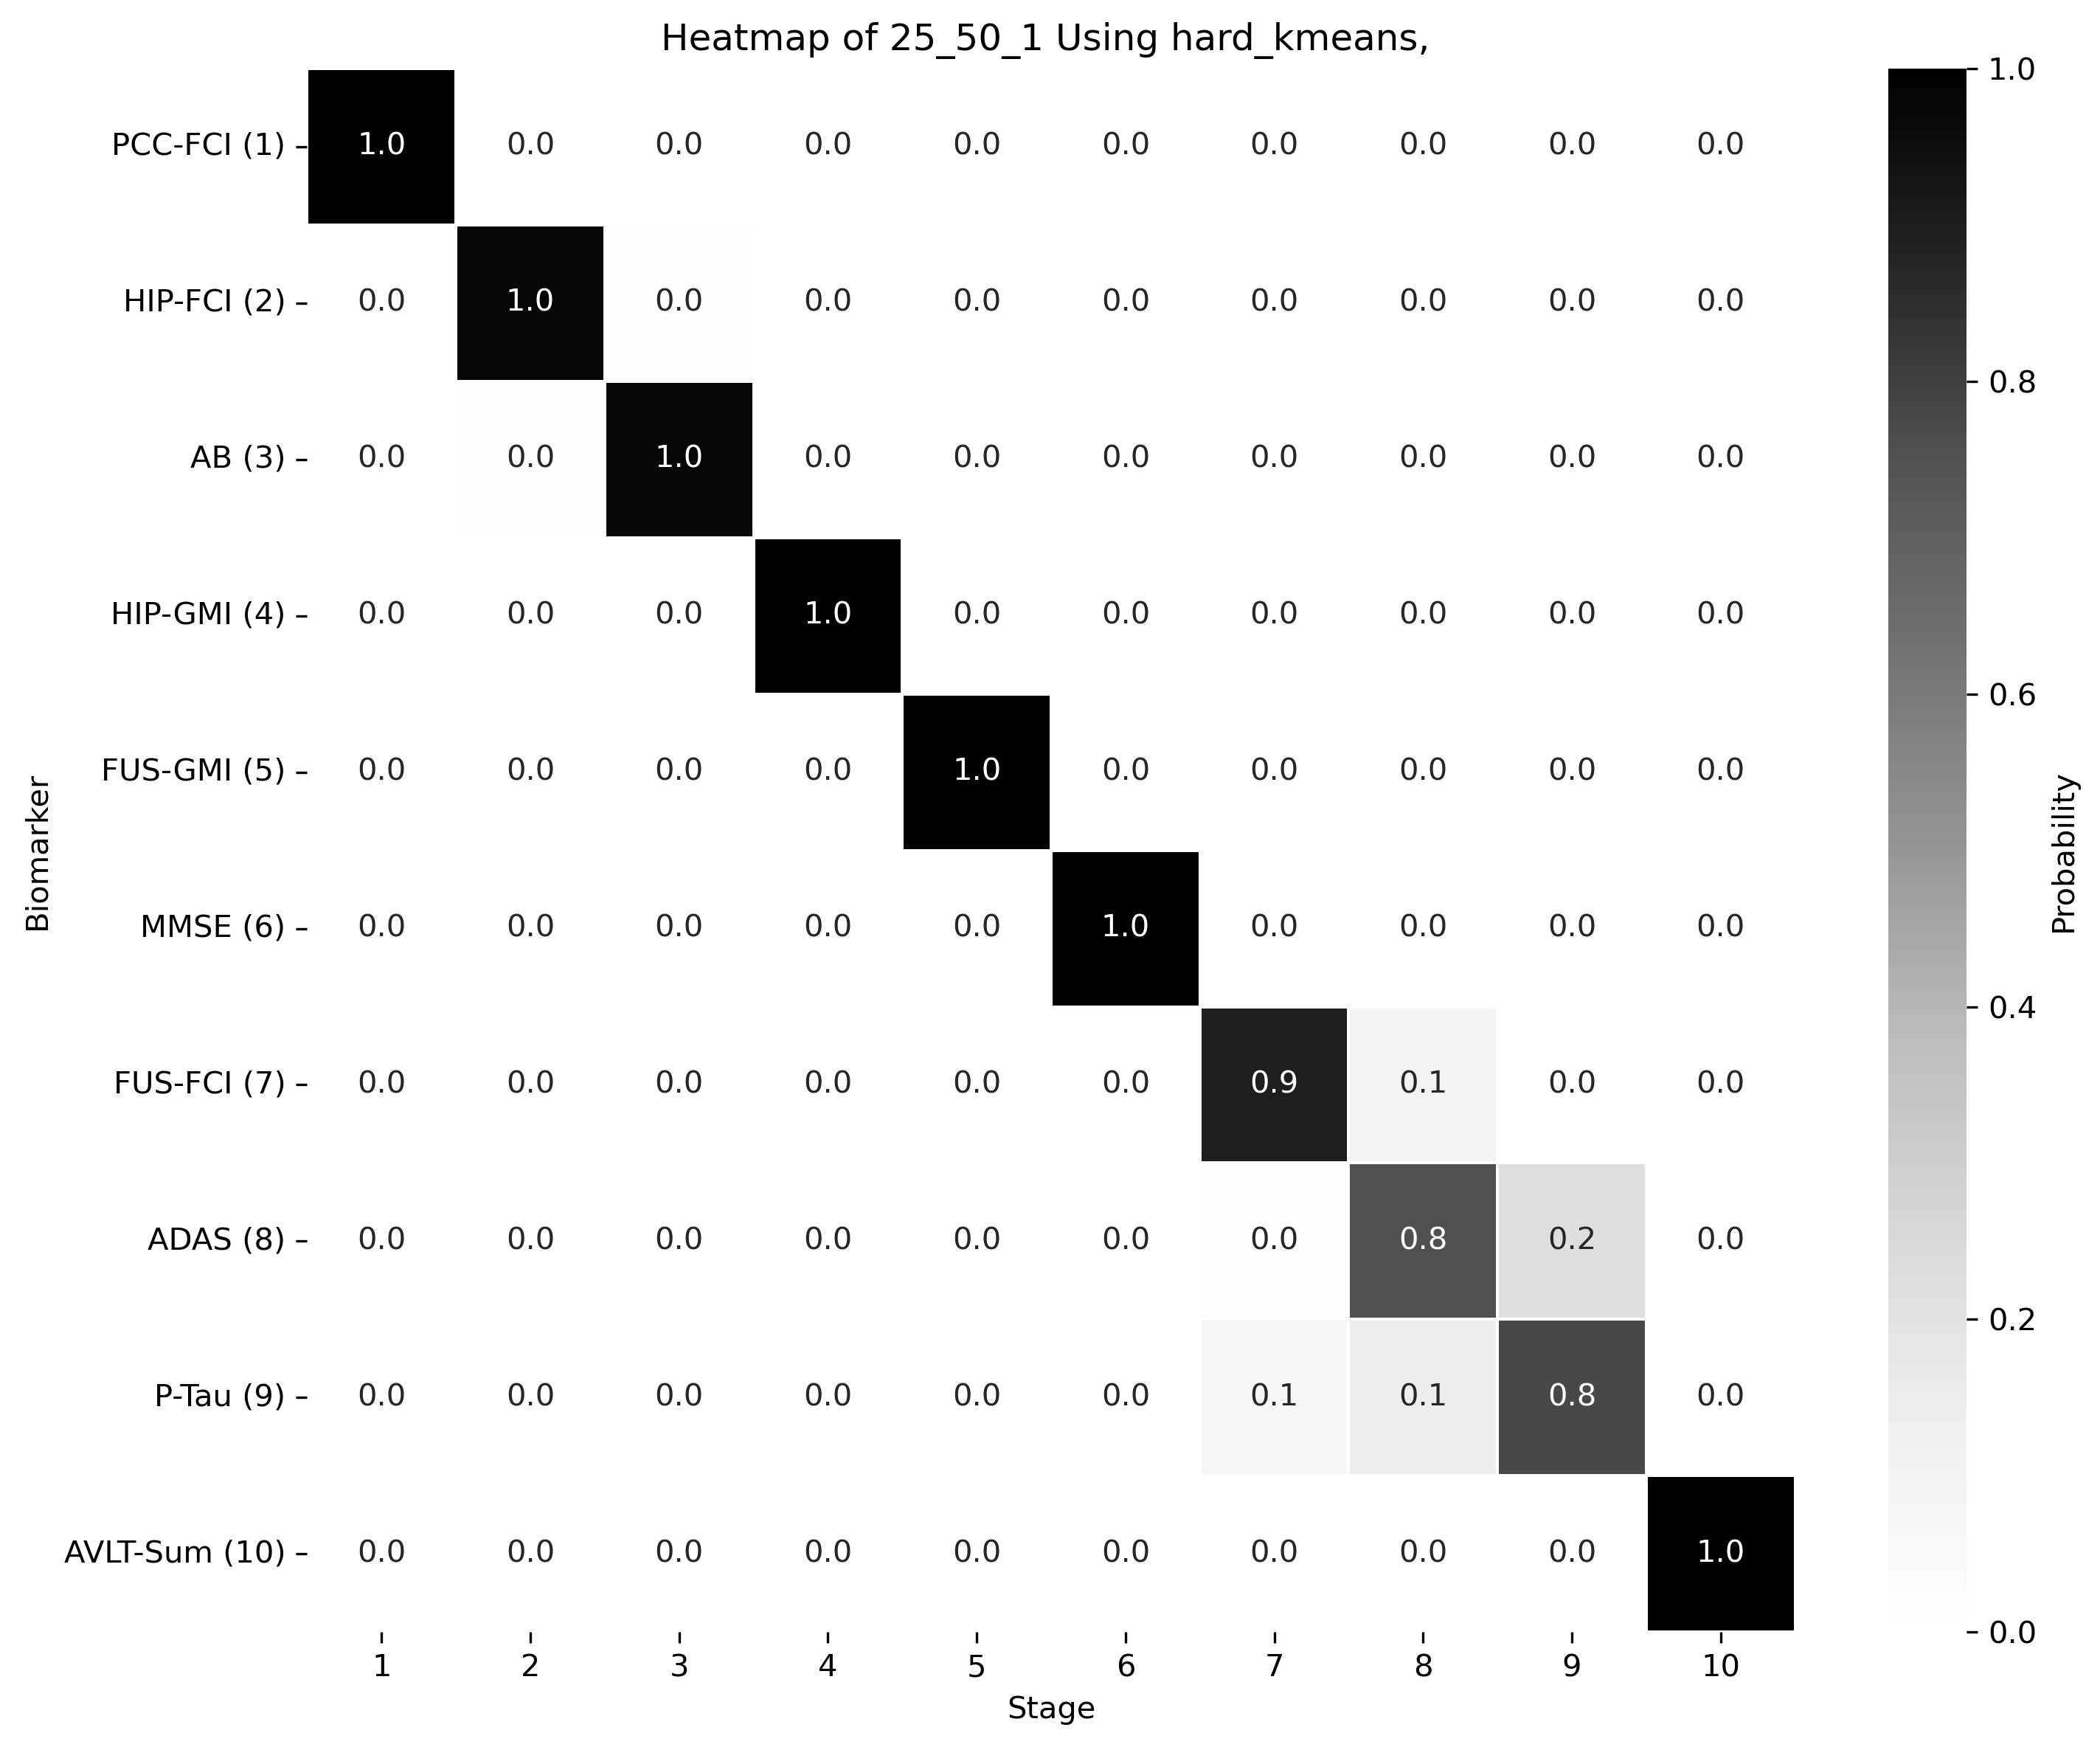 Heatmap of 25_50_1 Using hard_kmeans,
PCC-FCI (1) 1.0 0.0 0.0 0.0 0.0 0.0 0.0 0.0 0.0 0.0
HIP-FCI (2) 0.0 1.0 0.0 0.0 0.0 0.0 0.0 0.0 0.0 0.0
AB (3) 0.0 0.0 1.0 0.0 0.0 0.0 0.0 0.0 0.0 0.0
HIP-GMI (4) 0.0 0.0 0.0 1.0 0.0 0.0 0.0 0.0 0.0 0.0
FUS-GMI (5) 0.0 0.0 0.0 0.0 1.0 0.0 0.0 0.0 0.0 0.0
MMSE (6) 0.0 0.0 0.0 0.0 0.0 1.0 0.0 0.0 0.0 0.0
FUS-FCI (7) 0.0 0.0 0.0 0.0 0.0 0.0 0.9 0.1 0.0 0.0
ADAS (8) 0.0 0.0 0.0 0.0 0.0 0.0 0.0 0.8 0.2 0.0
P-Tau (9) 0.0 0.0 0.0 0.0 0.0 0.0 0.1 0.1 0.8 0.0
AVLT-Sum (10) 0.0 0.0 0.0 0.0 0.0 0.0 0.0 0.0 0.0 1.0
1 2 3 4 5 6 7 8 9 10
Stage
Biomarker
1.0
0.8
0.6
0.4
0.2
0.0
Probability